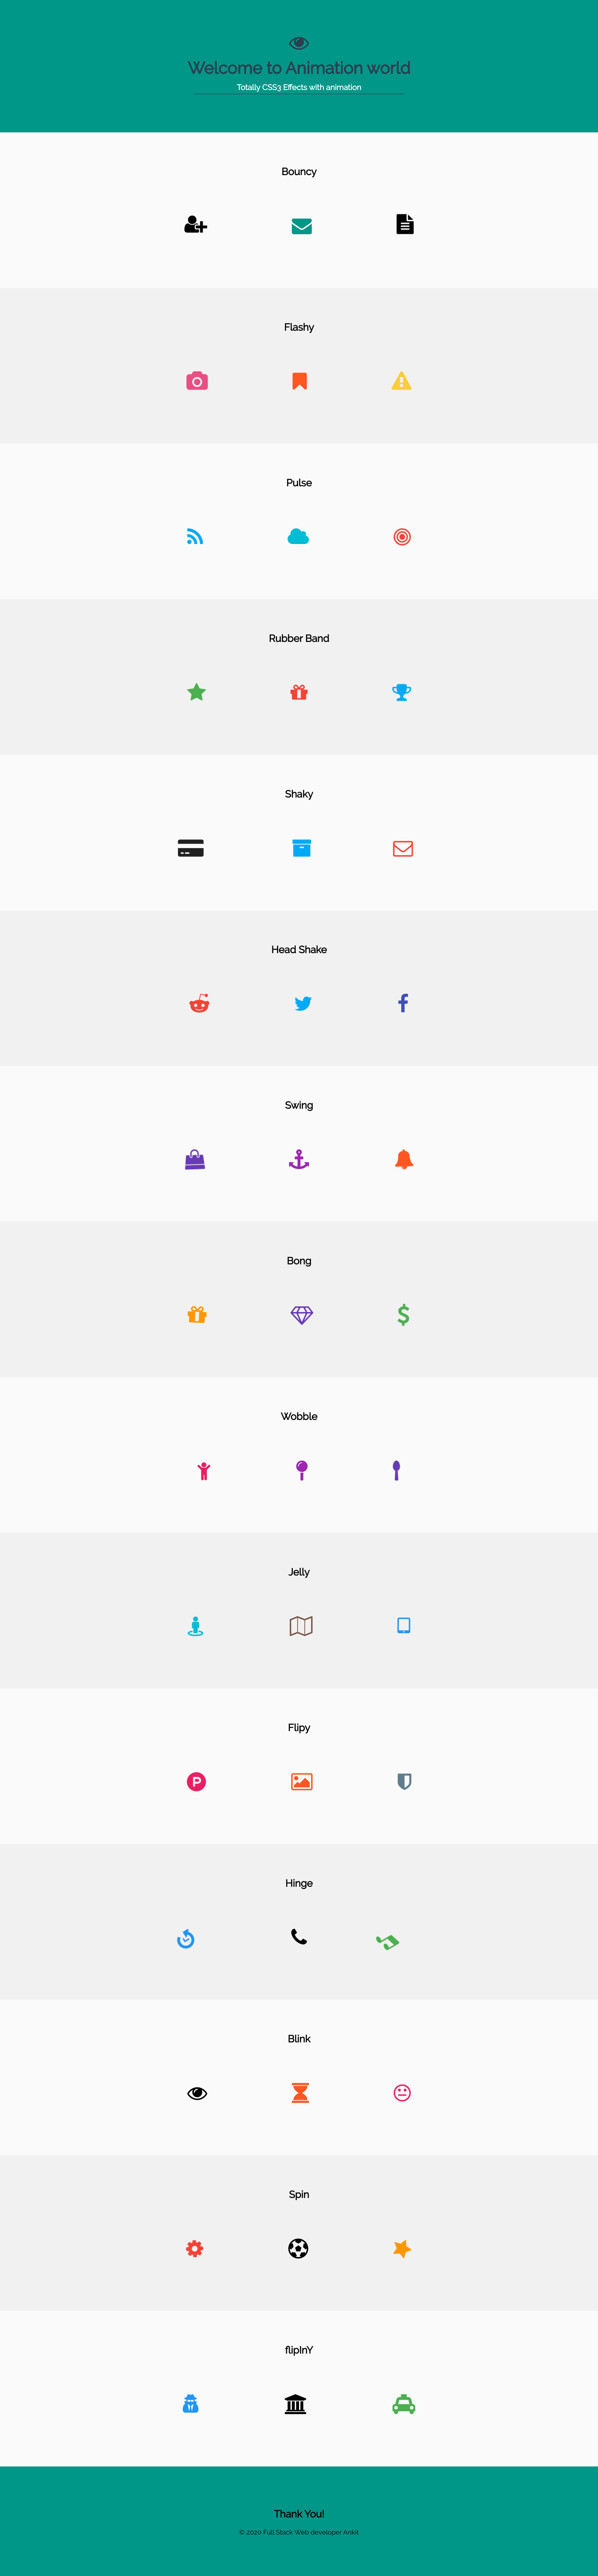 Welcome to Animation world
Totally CSS3 Effects with animation
Bouncy
Flashy
Pulse
Rubber Band
Shaky
Head Shake
Swing
Bong
Wobble
Jelly
Flipy
Hinge
Blink
Spin
flipInY
Thank You!
© 2020 Full Stack Web developer Ankit